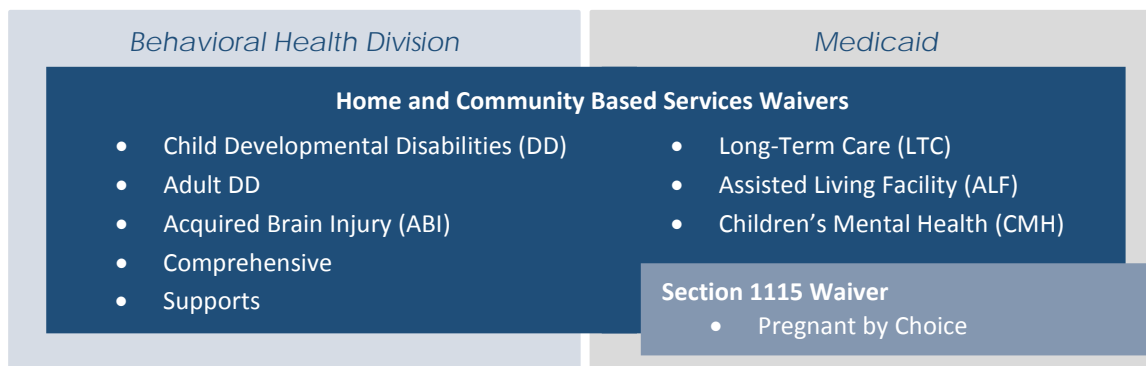 Behavioral Health Division
Medicaid
Home and Community Based Services Waivers
• Child Developmental Disabilities (DD)
• Adult DD
• Acquired Brain Injury (ABI)
• Comprehensive
• Supports
• Long-Term Care (LTC)
• Assisted Living Facility (ALF)
• Children’s Mental Health (CMH)
Section 1115 Waiver
• Pregnant by Choice